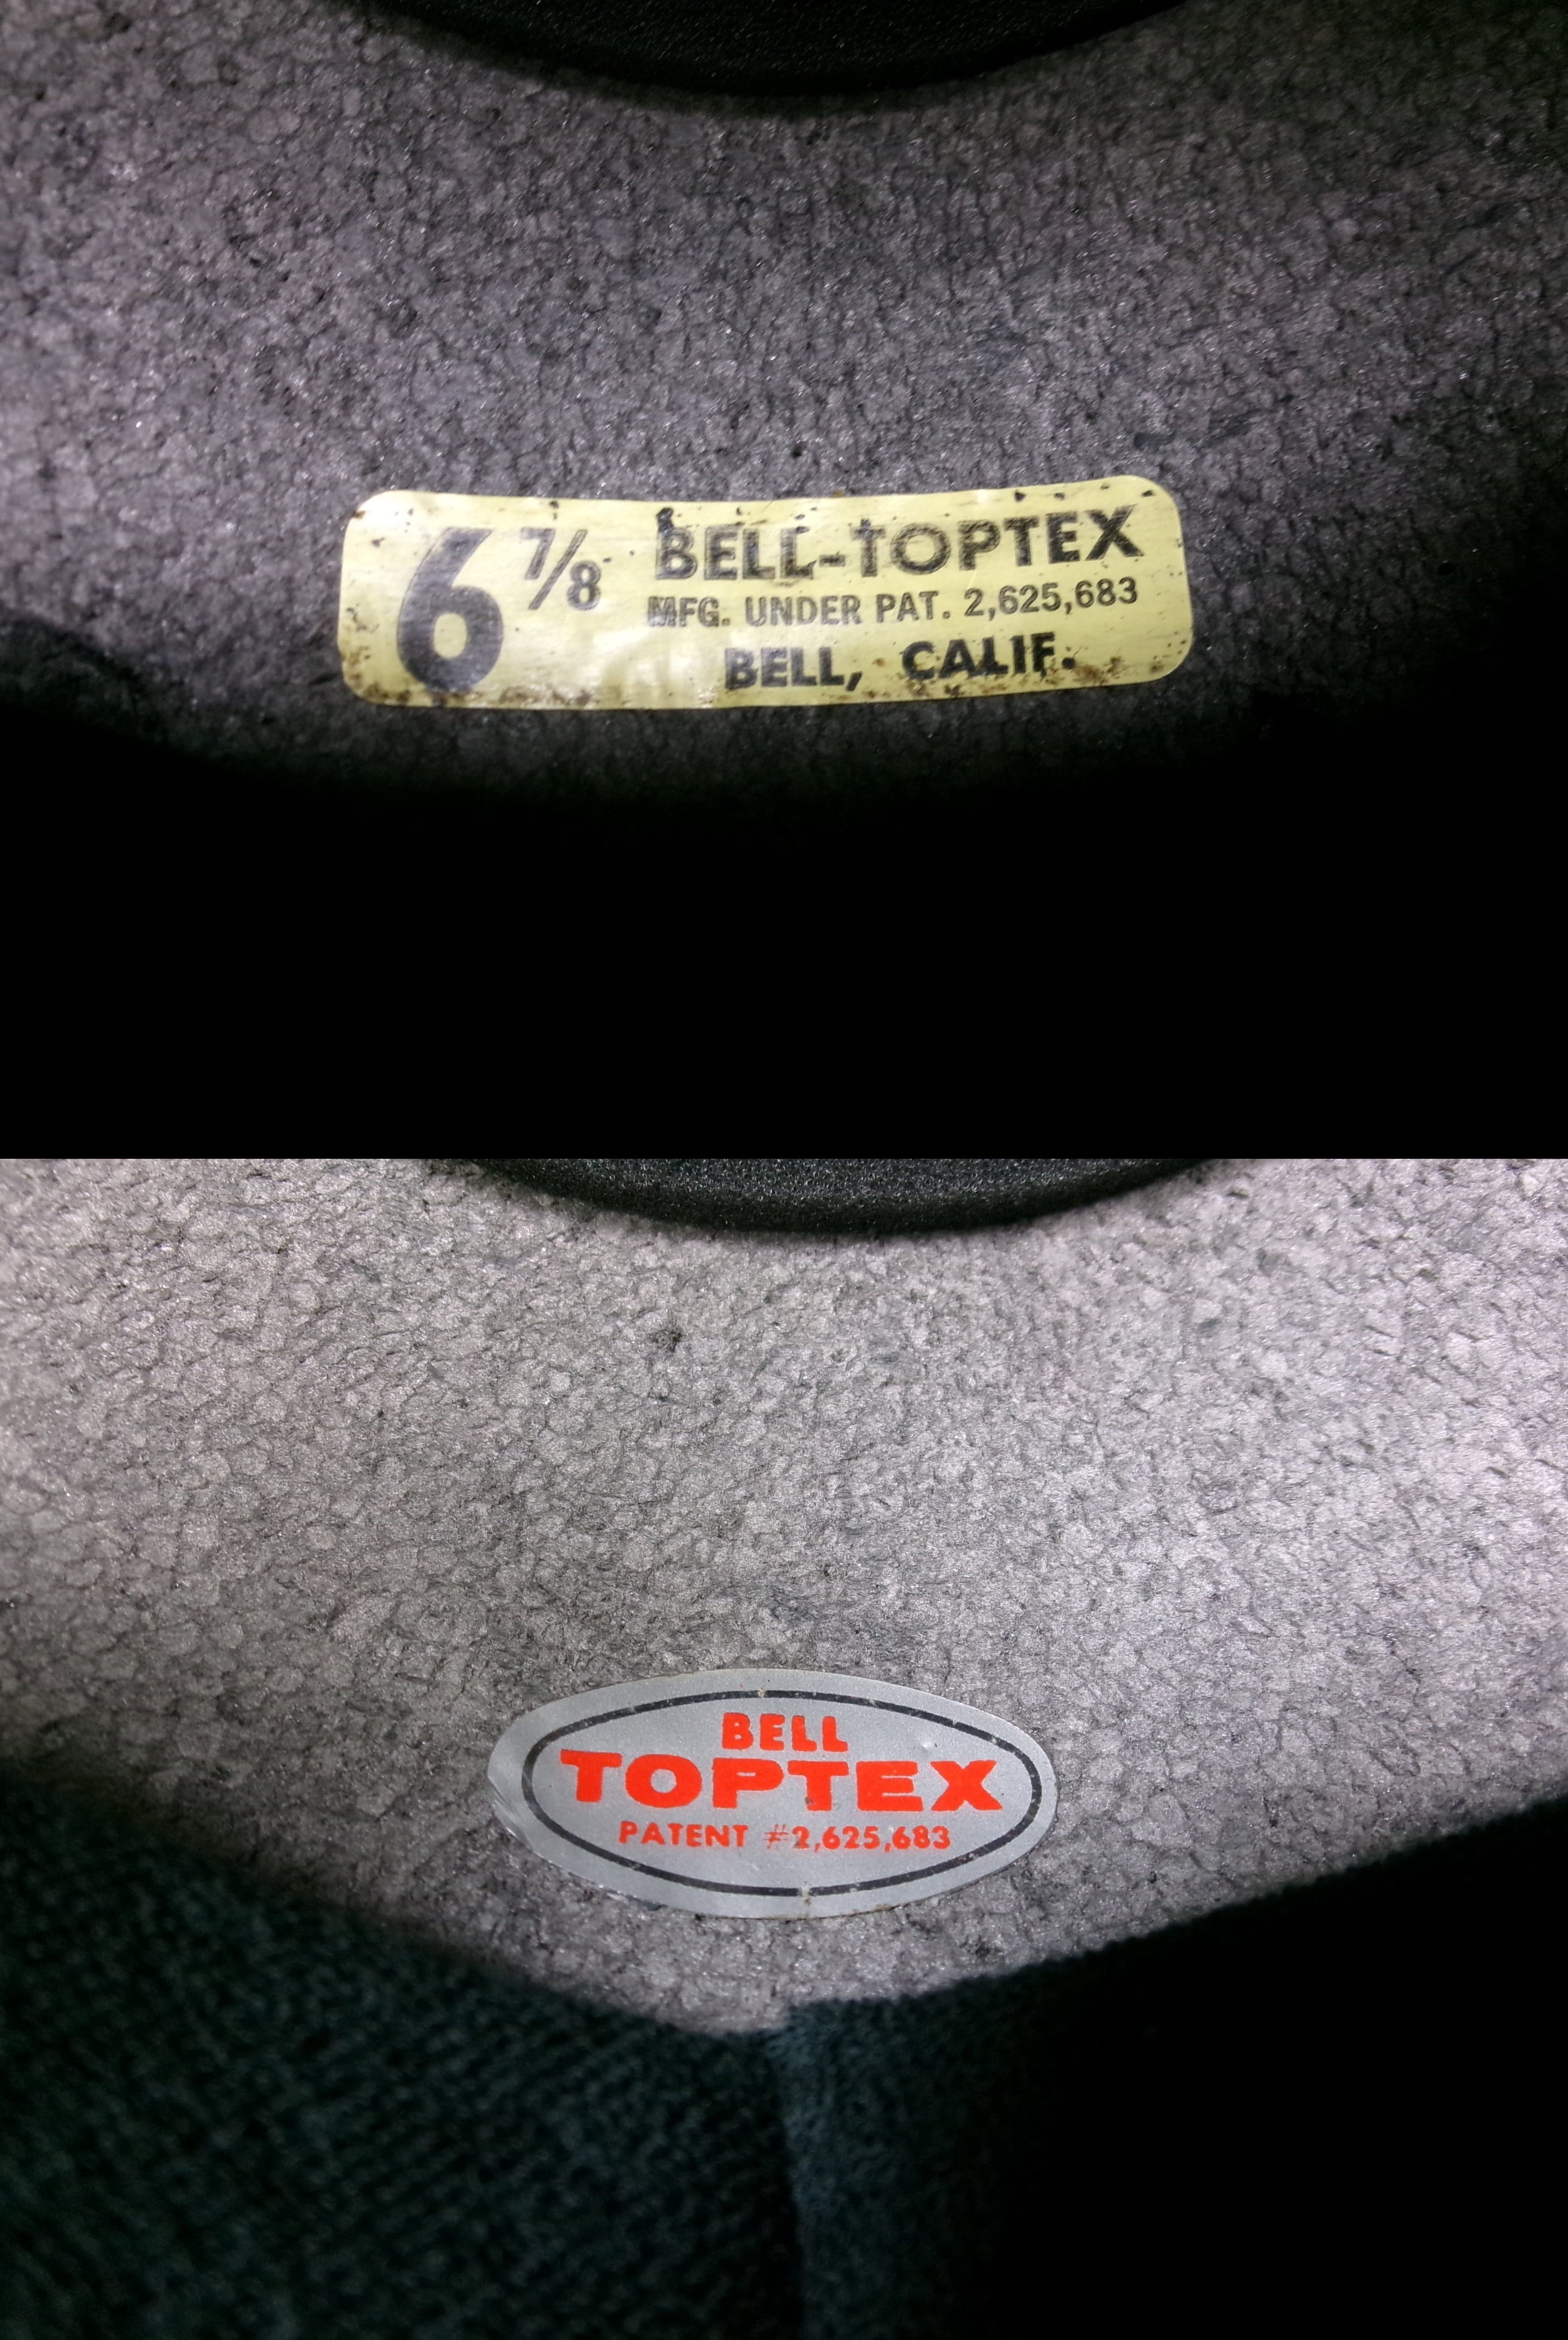 6 7/8 BELL-TOPTEX
MFG. UNDER PAT. 2,625,683
BELL, CALIF.
BELL
TOPTEX
PATENT #2,625,683